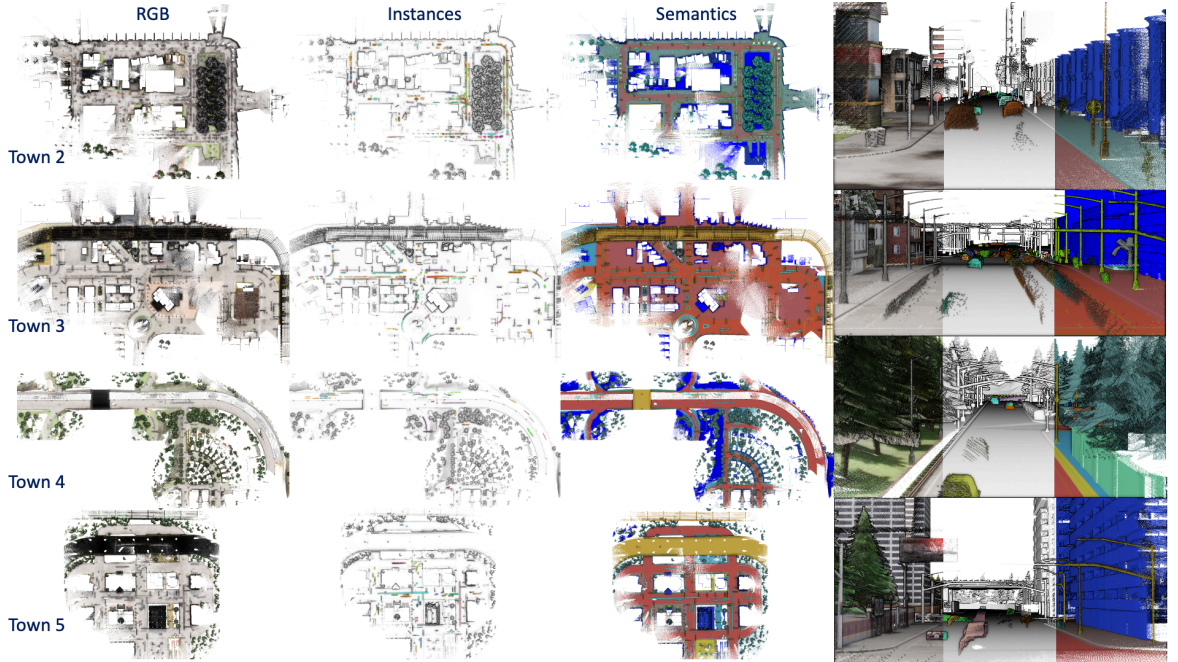 RGB
Instances
Semantics
Town 2
Town 3
Town 4
Town 5